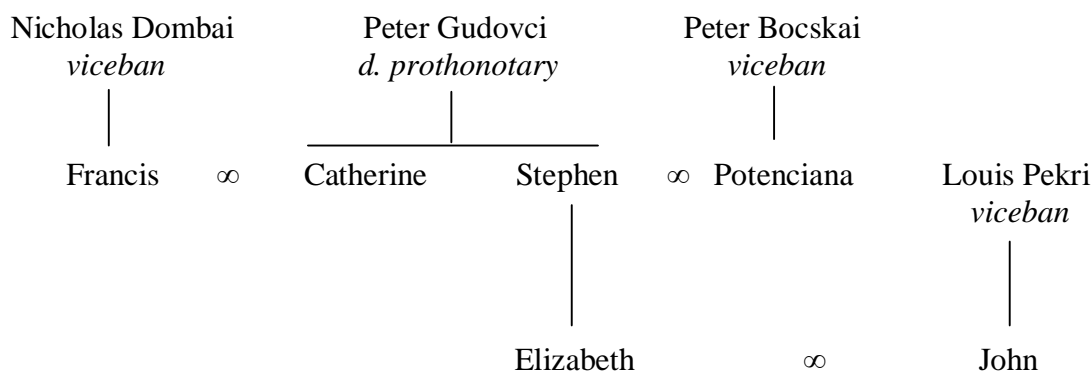 Nicholas Dombai Peter Gudovci Peter Bocskai
viceban d. prothonotary viceban
Francis ∞ Catherine Stephen ∞ Potenciana Louis Pekri
viceban
Elizabeth ∞ John